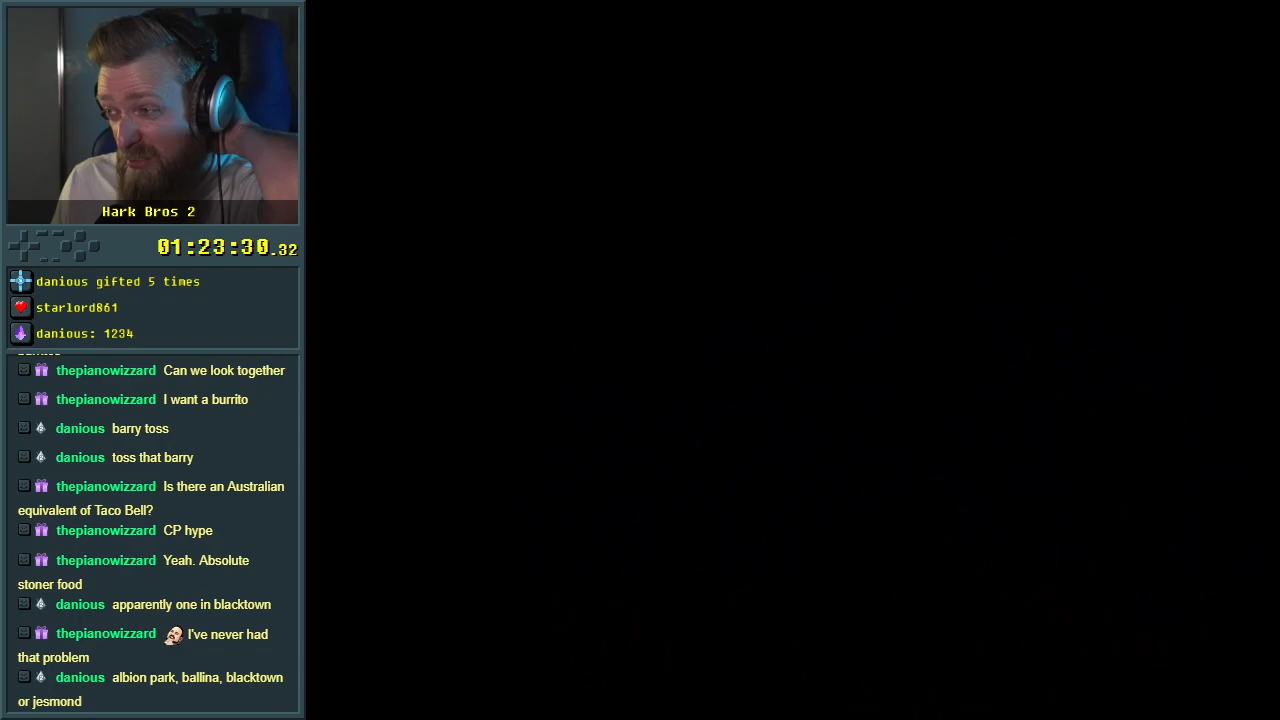 Hark Bros 2
01:23:30.32
danious gifted 5 times
starlord861
danious: 1234
thepianowizzard Can we look together
thepianowizzard I want a burrito
danious barry toss
danious toss that barry
thepianowizzard Is there an Australian
equivalent of Taco Bell?
thepianowizzard CP hype
thepianowizzard Yeah. Absolute
stoner food
danious apparently one in blacktown
thepianowizzard I've never had
that problem
danious albion park, ballina, blacktown
or jesmond